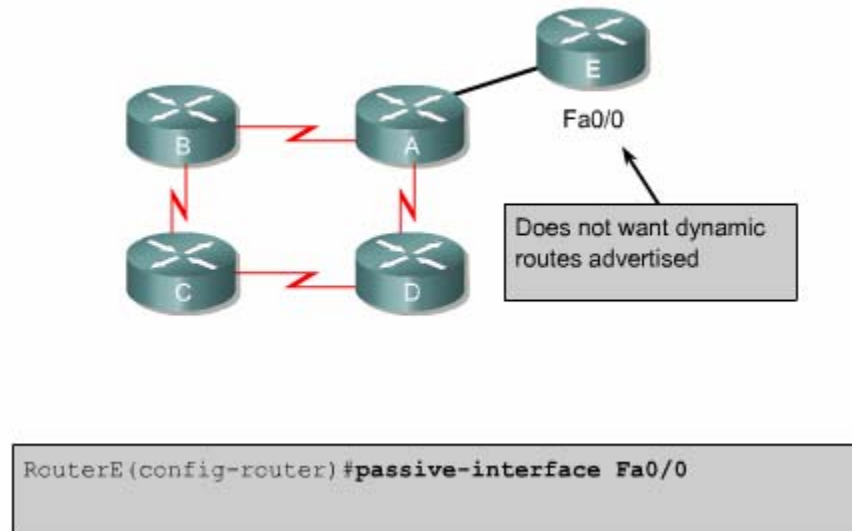 E
B
A
Fa0/0
Does not want dynamic
routes advertised
C
D
RouterE(config-router)#passive-interface Fa0/0